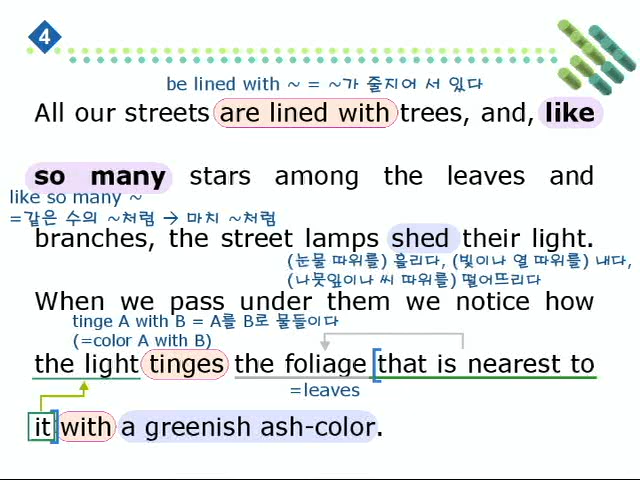 4
be lined with ~ = ~가 줄지어 서 있다
All our streets are lined with trees, and, like
so many stars among the leaves and
like so many ~
=같은 수의 ~처럼 → 마치 ~처럼
branches, the street lamps shed their light.
(눈물 따위를) 흘리다, (빛이나 열 따위를) 내다,
(나뭇잎이나 씨 따위를) 떨어뜨리다
When we pass under them we notice how
tinge A with B = A를 B로 물들이다
(=color A with B)
the light tinges the foliage [that is nearest to
=leaves
it] with a greenish ash-color.